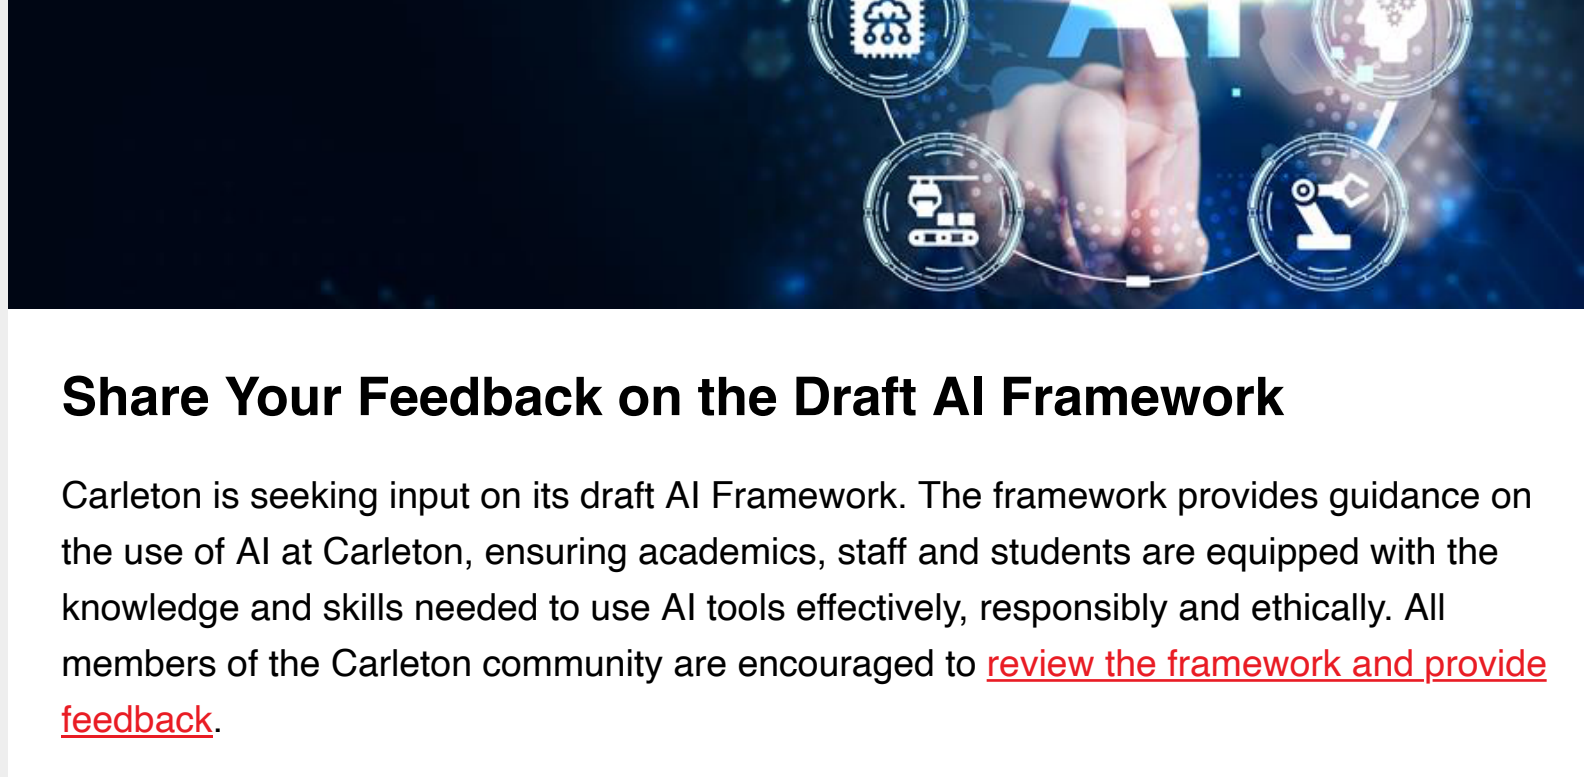 AI
Share Your Feedback on the Draft AI Framework
Carleton is seeking input on its draft AI Framework. The framework provides guidance on
the use of AI at Carleton, ensuring academics, staff and students are equipped with the
knowledge and skills needed to use AI tools effectively, responsibly and ethically. All
members of the Carleton community are encouraged to review the framework and provide
feedback.